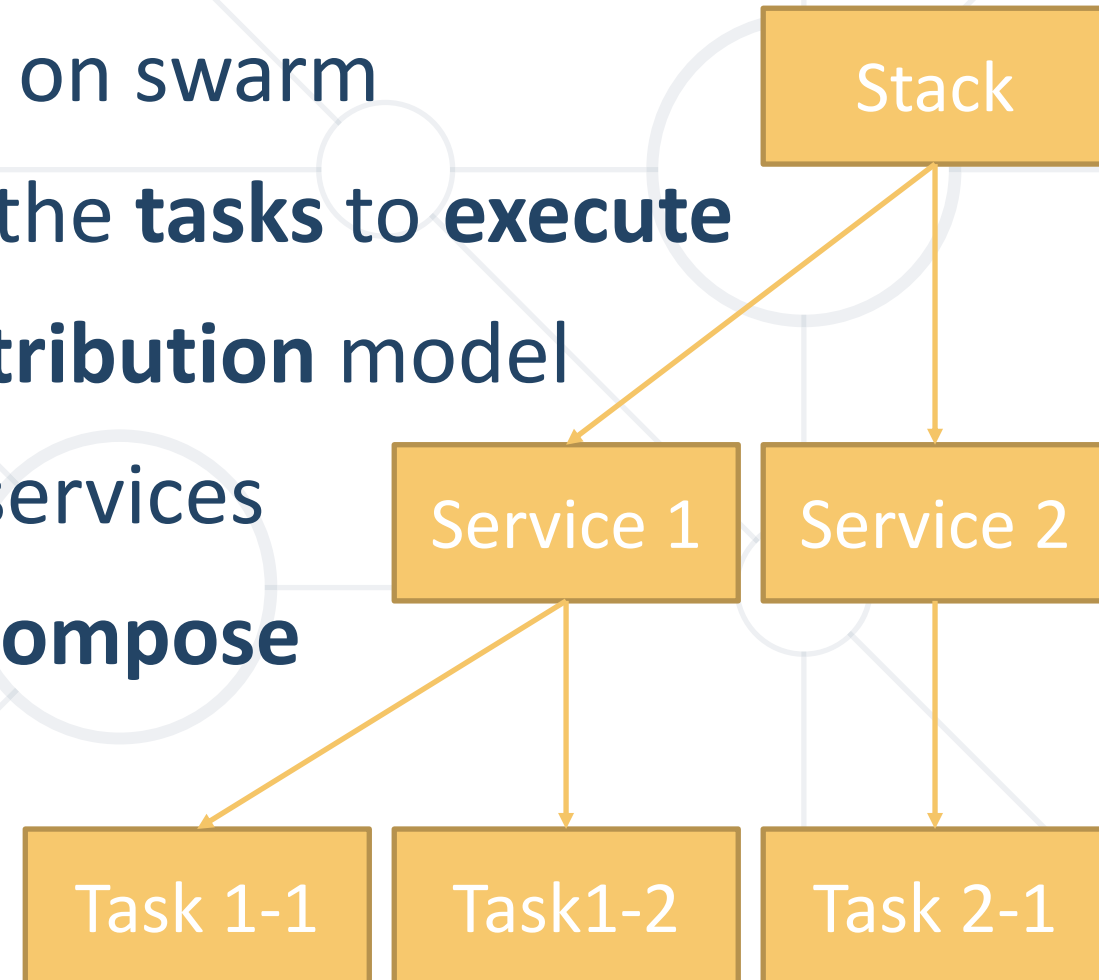 on swarm
Stack
the tasks to execute
tribution model
services
Service 1
Service 2
ompose
Task 1-1
Task1-2
Task 2-1